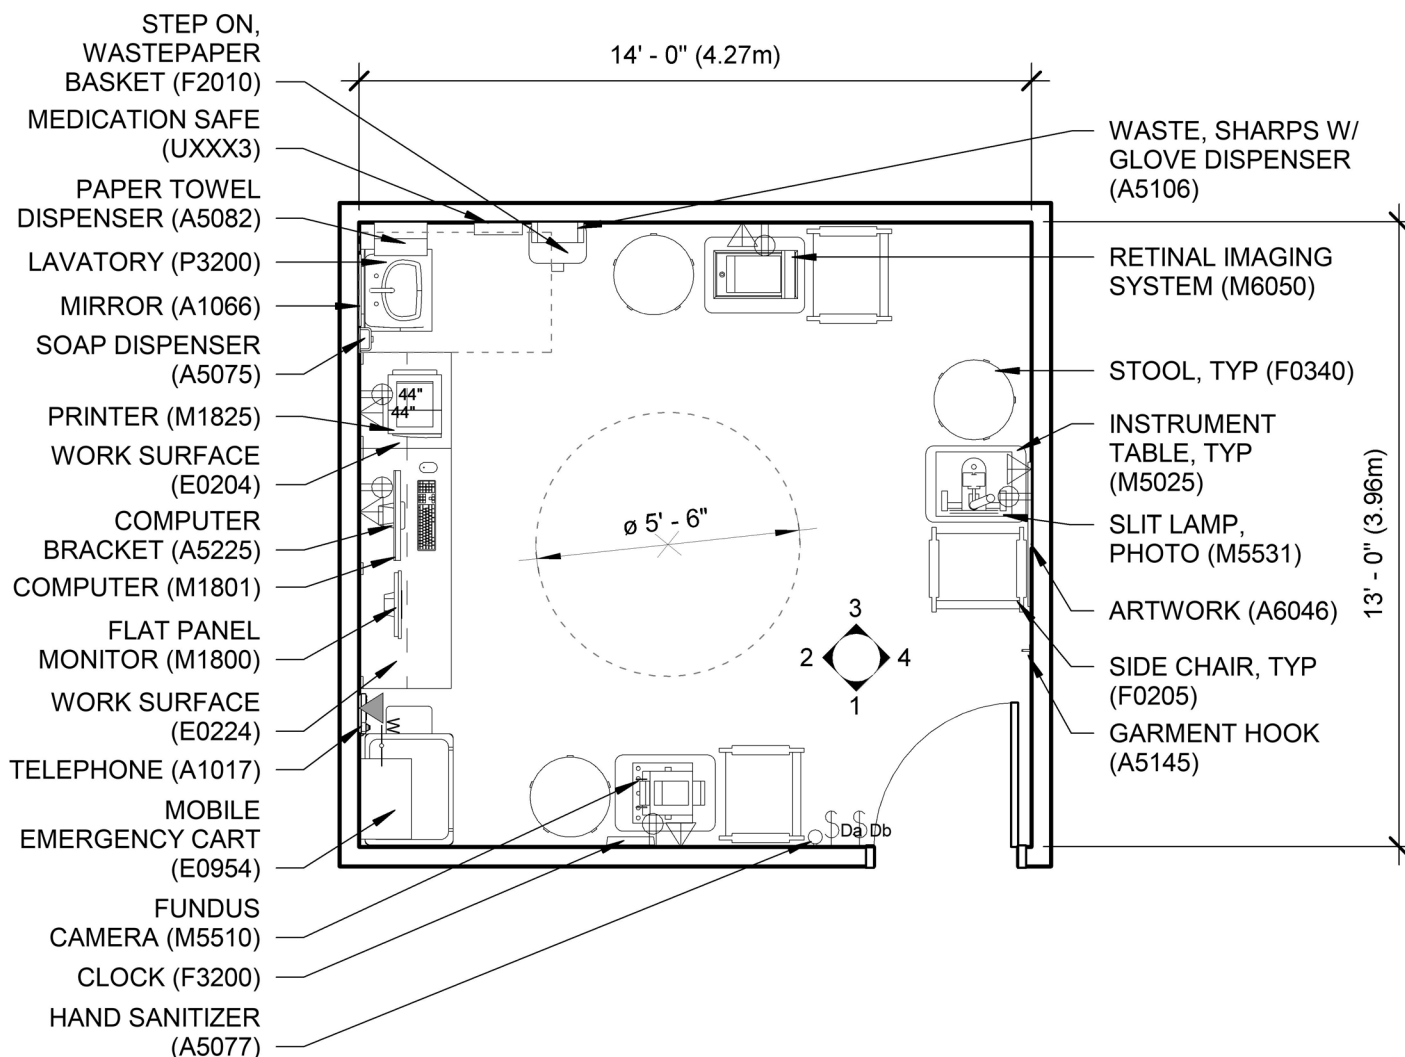 STEP ON,
WASTEPAPER
BASKET (F2010)
MEDICATION SAFE
(UXXX3)
PAPER TOWEL
DISPENSER (A5082)
LAVATORY (P3200)
MIRROR (A1066)
SOAP DISPENSER
(A5075)
PRINTER (M1825)
WORK SURFACE
(E0204)
COMPUTER
BRACKET (A5225)
COMPUTER (M1801)
FLAT PANEL
MONITOR (M1800)
WORK SURFACE
(E0224)
TELEPHONE (A1017)
MOBILE
EMERGENCY CART
(E0954)
FUNDUS
CAMERA (M5510)
CLOCK (F3200)
HAND SANITIZER
(A5077)
14' - 0" (4.27m)
44"
44"
ø 5' - 6"
3
2
4
1
W
Da
Db
WASTE, SHARPS W/
GLOVE DISPENSER
(A5106)
RETINAL IMAGING
SYSTEM (M6050)
STOOL, TYP (F0340)
INSTRUMENT
TABLE, TYP
(M5025)
SLIT LAMP,
PHOTO (M5531)
ARTWORK (A6046)
SIDE CHAIR, TYP
(F0205)
GARMENT HOOK
(A5145)
13' - 0" (3.96m)